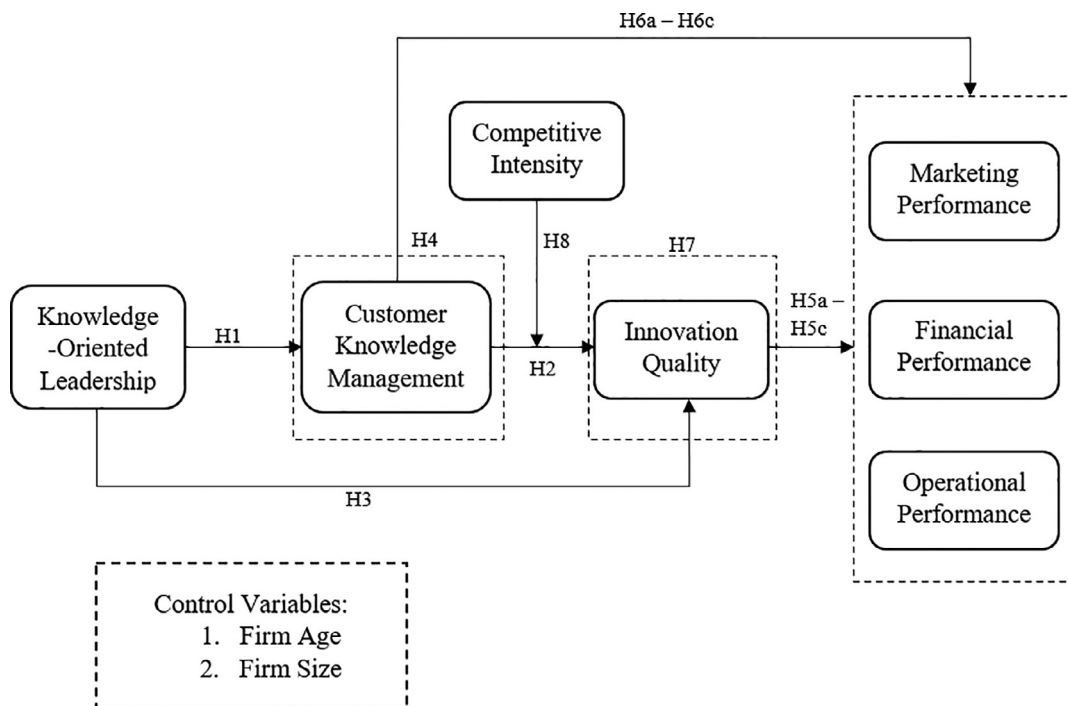 H6a – H6c
Competitive
Intensity
Marketing
Performance
H4
H8
H7
Knowledge
-Oriented
Leadership
H1
Customer
Knowledge
Management
H2
Innovation
Quality
H5a –
H5c
Financial
Performance
H3
Operational
Performance
Control Variables:
1. Firm Age
2. Firm Size